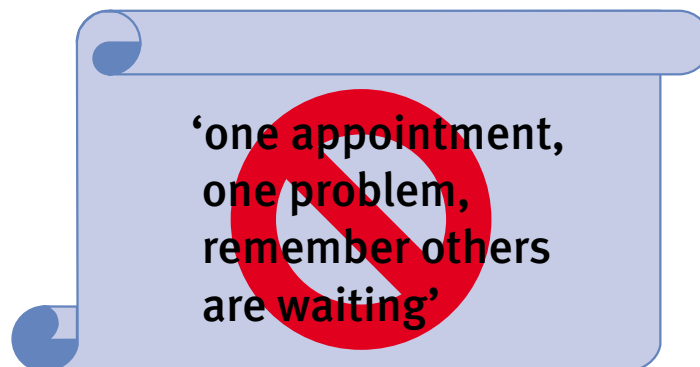 ‘one appointment,
one problem,
remember others
are waiting’